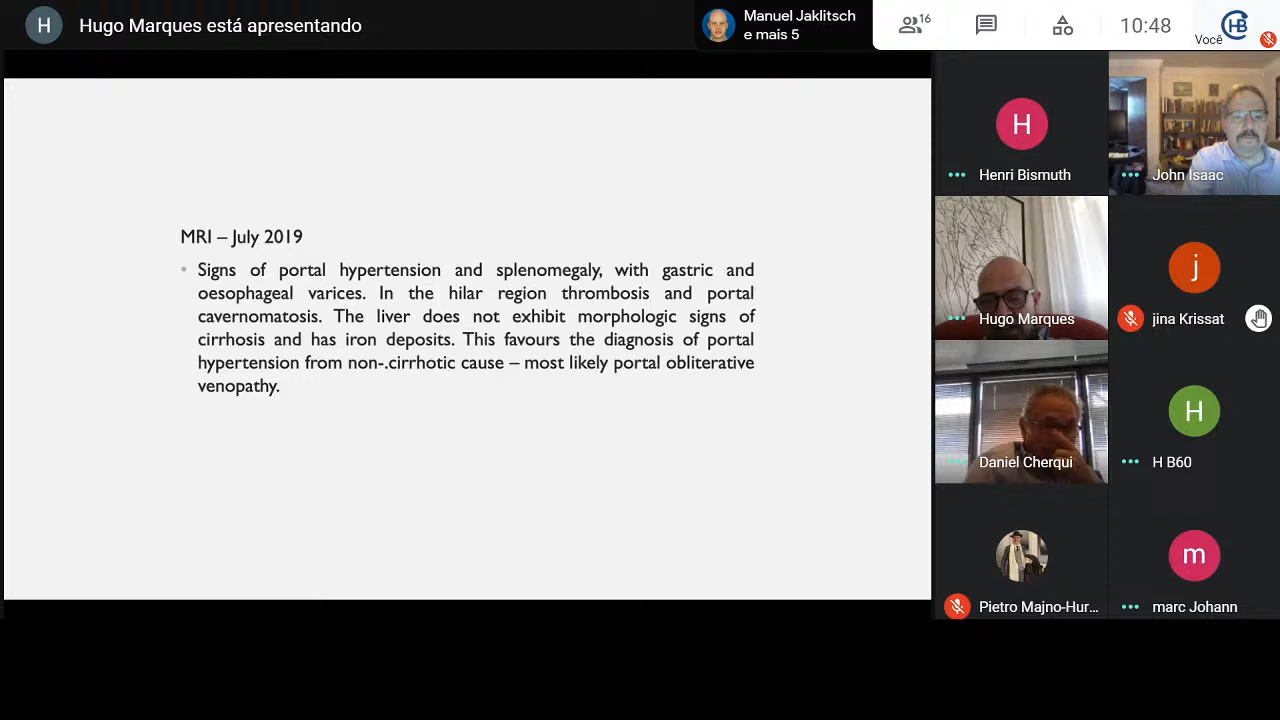 H
Hugo Marques está apresentando
Manuel Jaklitsch
e mais 5
16
10:48
Você
HB
MRI – July 2019
• Signs of portal hypertension and splenomegaly, with gastric and
oesophageal varices. In the hilar region thrombosis and portal
cavernomatosis. The liver does not exhibit morphologic signs of
cirrhosis and has iron deposits. This favours the diagnosis of portal
hypertension from non-.cirrhotic cause – most likely portal obliterative
venopathy.
H
Henri Bismuth
John Isaac
Hugo Marques
j
jina Krissat
Daniel Cherqui
H
H B60
Pietro Majno-Hur...
m
marc Johann